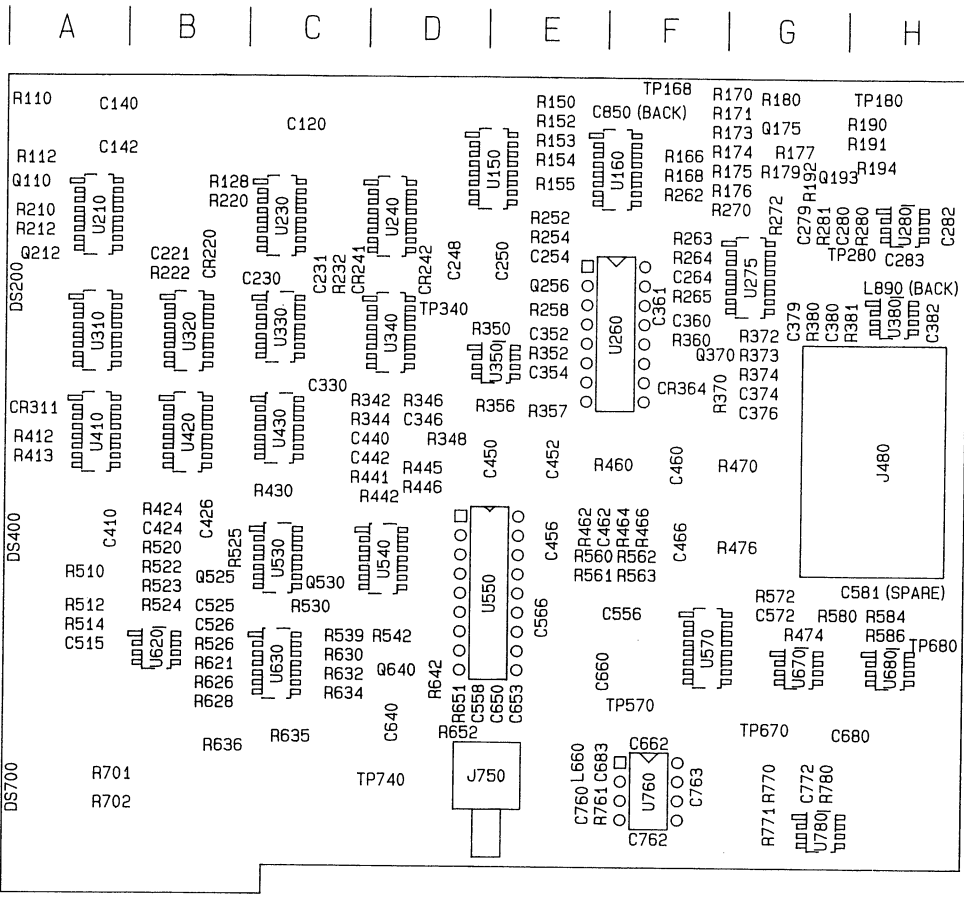 A B C D E F G H
R110
C140
C120
R150
R152
R153
R154
R155
C850 (BACK)
TP168
R170
R171
R173
R174
R175
R176
R270
R180
Q175
R177
R179
R192
Q193
TP180
R190
R191
R194
R112
C142
Q110
U210
R210
R212
Q212
R128
R220
U230
U240
U150
U160
R166
R168
R262
R272
C279
R281
C280
R280
U280
C282
TP280
C283
DS200
C221
R222
CR220
C230
C231
R232
CR241
CR242
C248
C250
R252
R254
C254
Q256
R258
C352
R352
C354
R357
U260
R263
R264
C264
R265
C360
R360
C361
U275
L890 (BACK)
C379
R380
C380
R381
U380
C382
U310
U320
U330
U340
TP340
R350
U350
R356
Q370
R372
R373
R374
C374
C376
CR364
R370
C330
CR311
R412
R413
U410
U420
U430
R342
R344
C440
C442
R441
R442
R346
C346
R348
R445
R446
C450
C452
R460
C460
R470
J480
R430
DS400
C410
R424
C424
R520
R522
R523
R524
C426
R525
Q525
C525
C526
R526
R621
R626
R628
U530
Q530
R530
U540
U550
C456
R462
C462
R464
R466
R560
R562
R561
R563
C466
R476
R510
R512
R514
C515
U620
U630
R539
R630
R632
R634
R542
Q640
R642
C566
C556
C660
U570
R572
C572
R474
U670
R580
C581 (SPARE)
R584
R586
U680
TP680
R651
C558
C650
C653
TP570
C640
R652
R636
R635
TP670
C680
DS700
R701
R702
TP740
J750
L660
C683
C760
R761
C662
U760
C763
C762
R770
R771
C772
R780
U780